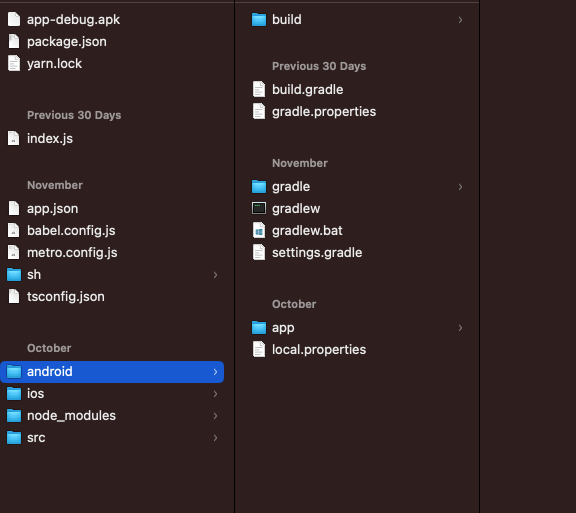 app-debug.apk
package.json
yarn.lock
Previous 30 Days
index.js
November
app.json
babel.config.js
metro.config.js
sh
tsconfig.json
October
android
ios
node_modules
src
build
Previous 30 Days
build.gradle
gradle.properties
November
gradle
gradlew
gradlew.bat
settings.gradle
October
app
local.properties